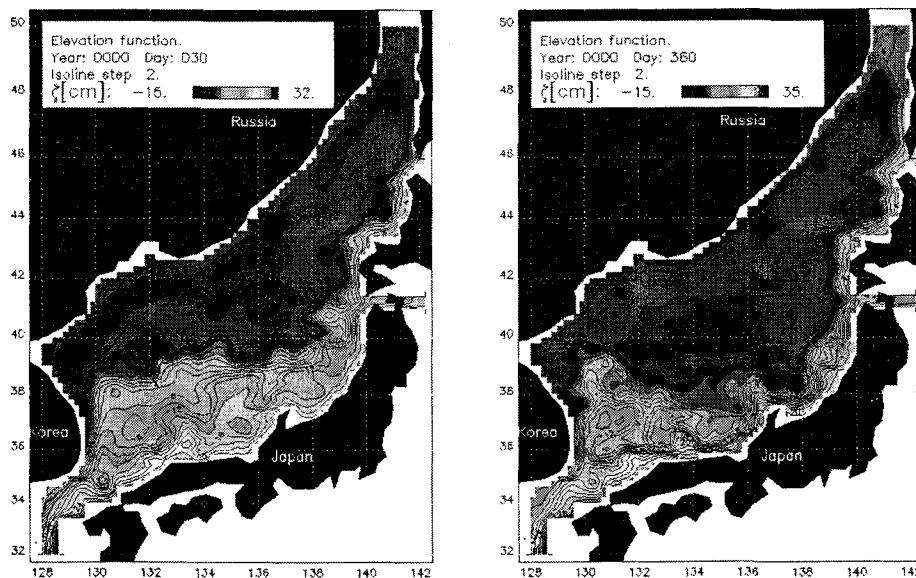 50
48
46
44
42
40
38
36
34
32
Elevation function.
Year: 0000 Day: 030
Isoline step 2.
ζ[cm]: -15. 32.
Russia
Korea
Japan
128 130 132 134 136 138 140 142
50
48
46
44
42
40
38
36
34
32
Elevation function.
Year: 0000 Day: 360
Isoline step 2.
ζ[cm]: -15. 35.
Russia
Korea
Japan
128 130 132 134 136 138 140